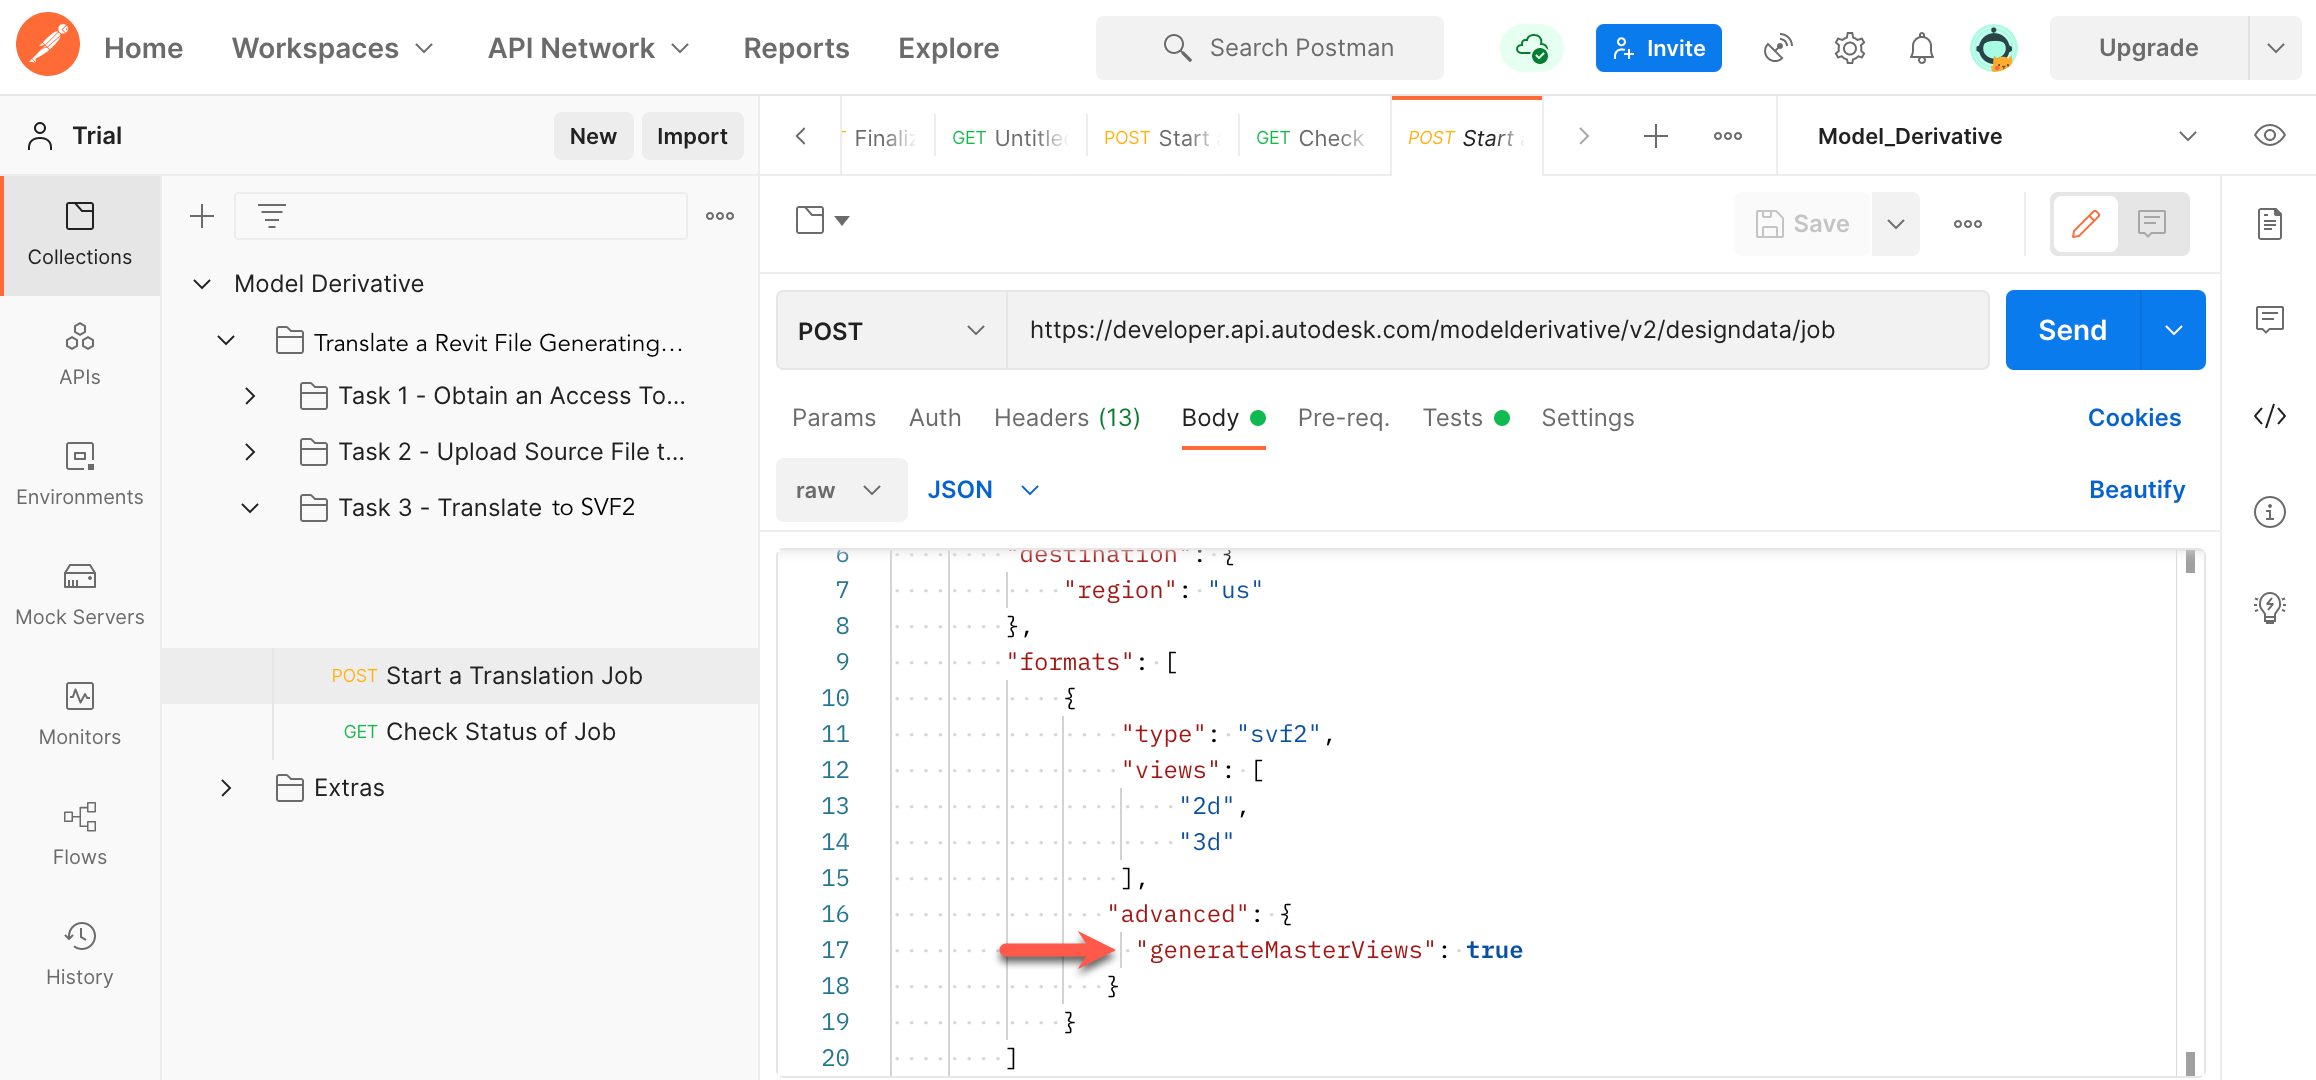 Home Workspaces API Network Reports Explore Search Postman Invite Upgrade
Trial New Import
Finaliz GET Untitled POST Start GET Check POST Start Model_Derivative
Collections
APIs
Environments
Mock Servers
Monitors
Flows
History
Model Derivative
Translate a Revit File Generating...
Task 1 - Obtain an Access To...
Task 2 - Upload Source File t...
Task 3 - Translate to SVF2
POST Start a Translation Job
GET Check Status of Job
Extras
Save
POST https://developer.api.autodesk.com/modelderivative/v2/designdata/job Send
Params Auth Headers (13) Body Pre-req. Tests Settings Cookies
raw JSON Beautify
6 "destination": {
7 "region": "us"
8 },
9 "formats": [
10 {
11 "type": "svf2",
12 "views": [
13 "2d",
14 "3d"
15 ],
16 "advanced": {
17 "generateMasterViews": true
18 }
19 }
20 ]